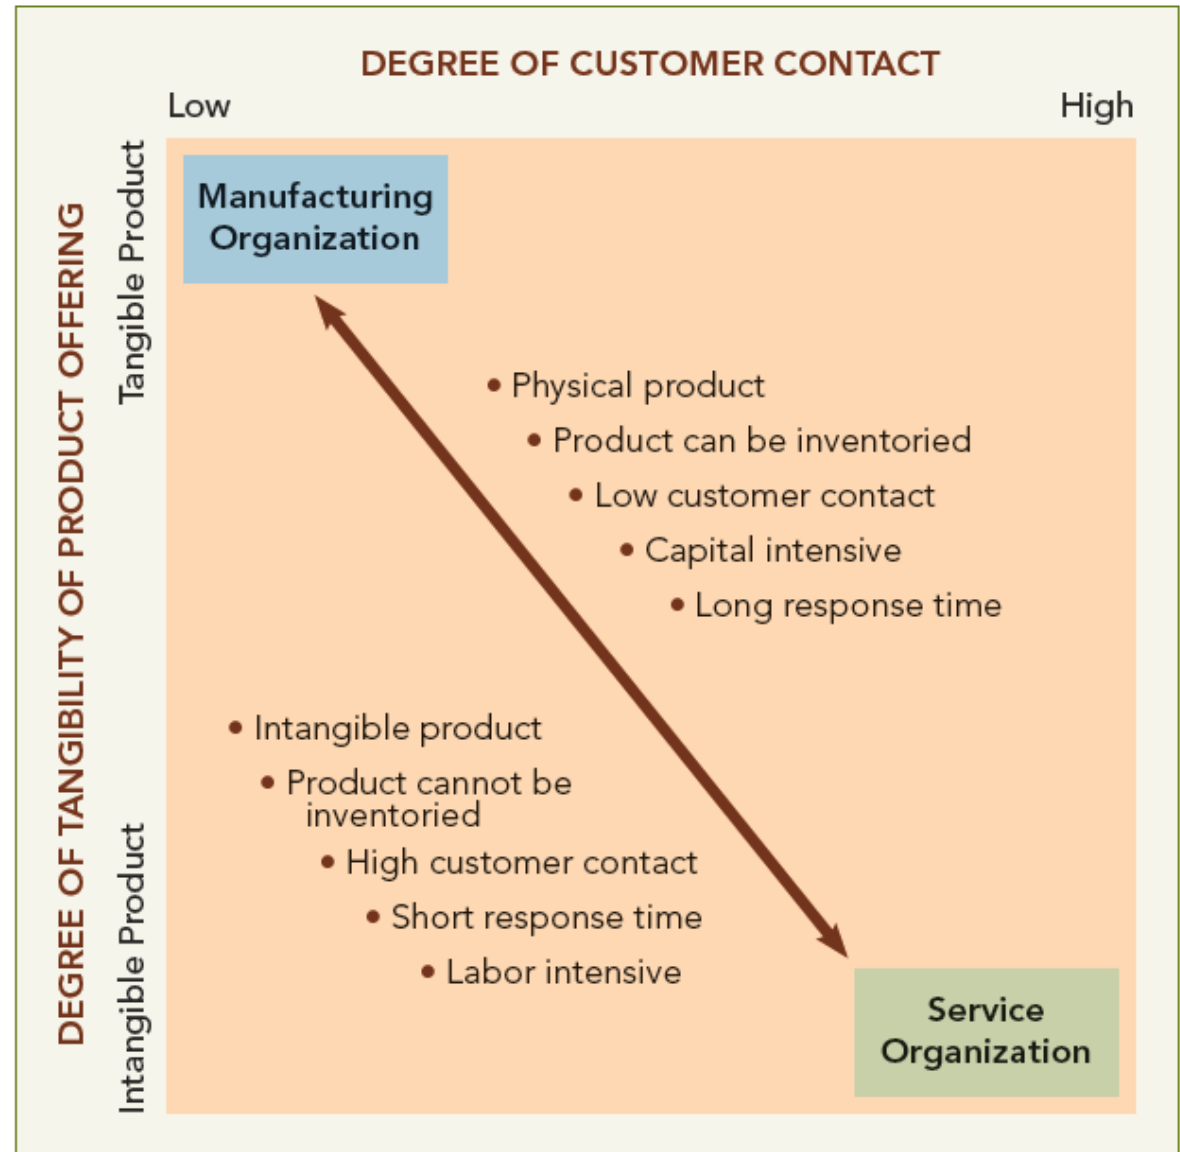 DEGREE OF CUSTOMER CONTACT
Low
High
DEGREE OF TANGIBILITY OF PRODUCT OFFERING
Tangible Product
Intangible Product
Manufacturing
Organization
• Physical product
• Product can be inventoried
• Low customer contact
• Capital intensive
• Long response time
• Intangible product
• Product cannot be
inventoried
• High customer contact
• Short response time
• Labor intensive
Service
Organization